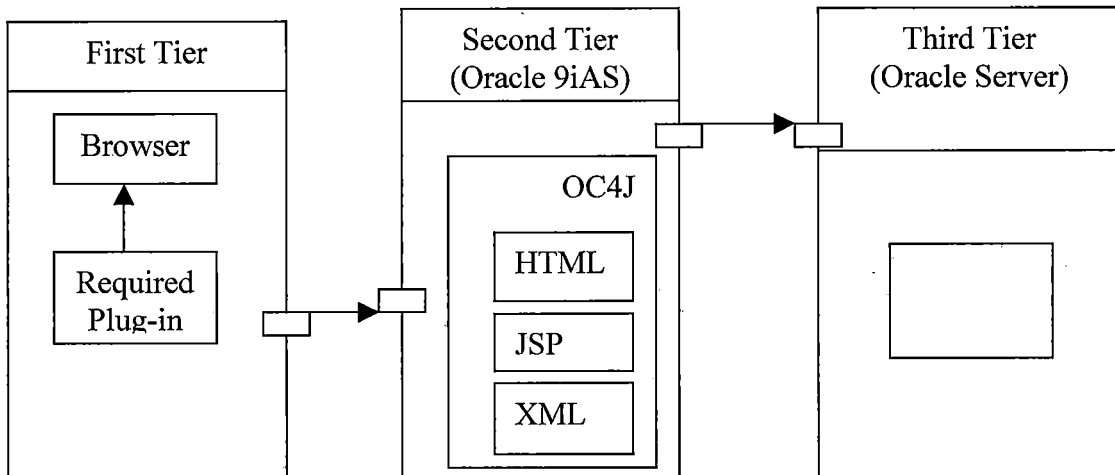 First Tier
Browser
Required
Plug-in
Second Tier
(Oracle 9iAS)
OC4J
HTML
JSP
XML
Third Tier
(Oracle Server)